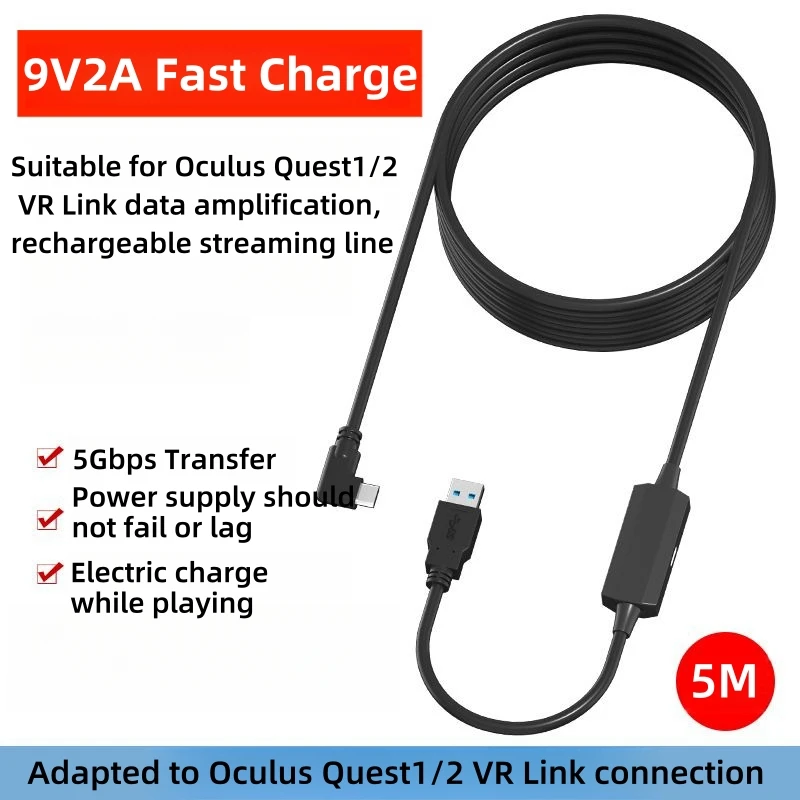 9V2A Fast Charge
Suitable for Oculus Quest1/2
VR Link data amplification,
rechargeable streaming line
5Gbps Transfer
Power supply should
not fail or lag
Electric charge
while playing
5M
Adapted to Oculus Quest1/2 VR Link connection